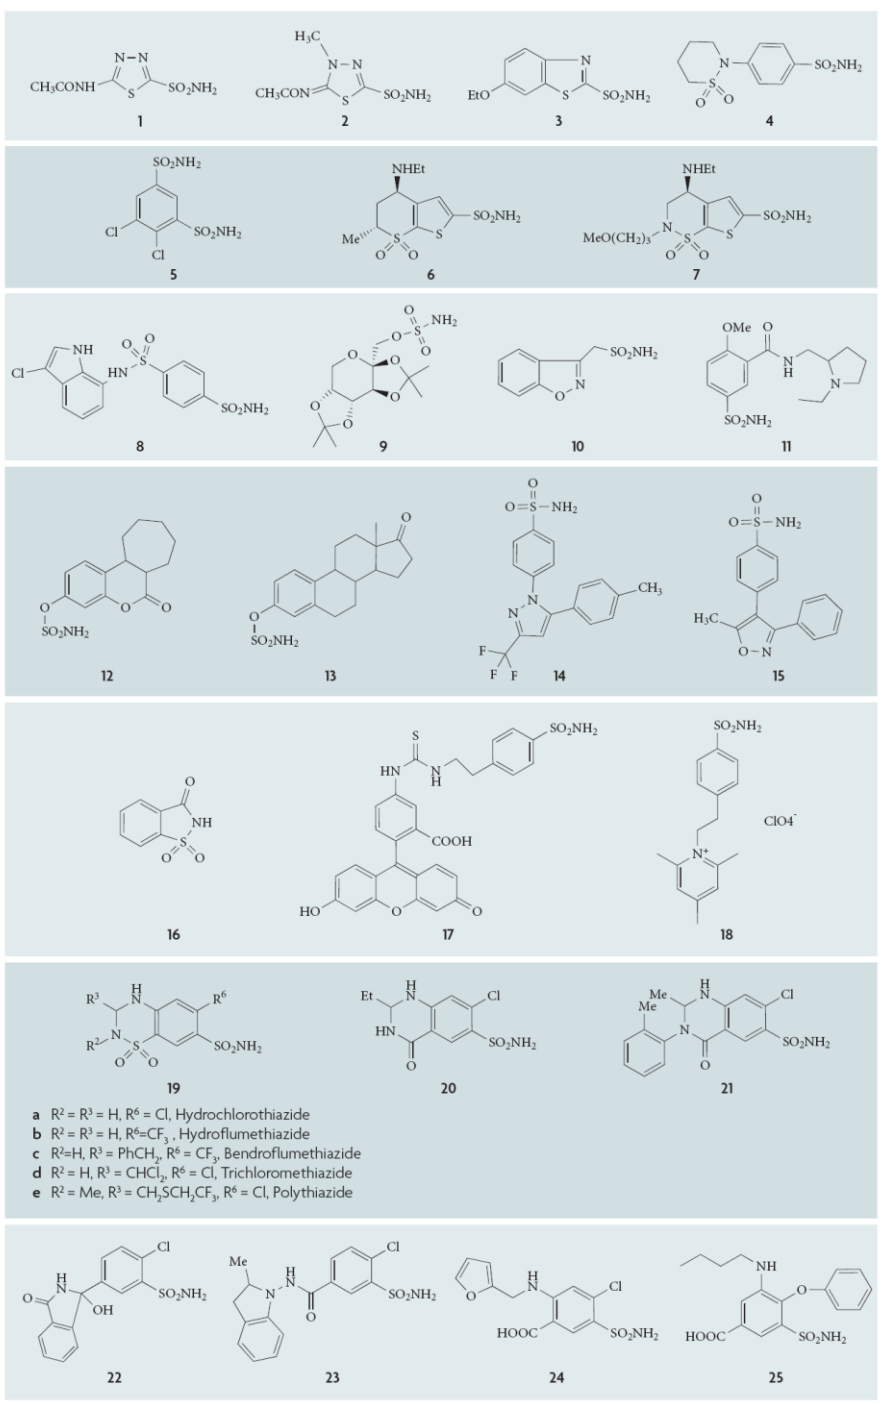 H₃C
N N
N N
CH₃CONH S SO₂NH₂
CH₃CON S SO₂NH₂
EtO N S SO₂NH₂
N S O O SO₂NH₂
1 2 3 4
SO₂NH₂
Cl SO₂NH₂
Cl
NHEt
SO₂NH₂
Me S S
O O
NHEt
SO₂NH₂
MeO(CH₂)₃ N S S
O O
5 6 7
NH
Cl HN O O S
SO₂NH₂
O S NH₂
O O
O O
O
O O
SO₂NH₂
O N
OMe O
N H N
SO₂NH₂
8 9 10 11
O O O
OSO₂NH₂
O
OSO₂NH₂
O
O=S–NH₂
N N CH₃
F F F
O
O=S–NH₂
H₃C
O–N
12 13 14 15
O
NH
S
O O
S
HN N H
SO₂NH₂
COOH
HO O O
SO₂NH₂
N⁺
ClO4⁻
16 17 18
R³ H N R⁶
R² N S SO₂NH₂
O O
Et H N Cl
HN SO₂NH₂
O
Me H N Cl
Me N SO₂NH₂
O
19 20 21
a R² = R³ = H, R⁶ = Cl, Hydrochlorothiazide
b R² = R³ = H, R⁶=CF₃ , Hydroflumethiazide
c R²=H, R³ = PhCH₂, R⁶ = CF₃, Bendroflumethiazide
d R² = H, R³ = CHCl₂, R⁶ = Cl, Trichloromethiazide
e R² = Me, R³ = CH₂SCH₂CF₃, R⁶ = Cl, Polythiazide
Cl
NH SO₂NH₂
O OH
Me Cl
N NH SO₂NH₂
O
O NH Cl
HOOC SO₂NH₂
NH O
HOOC SO₂NH₂
22 23 24 25